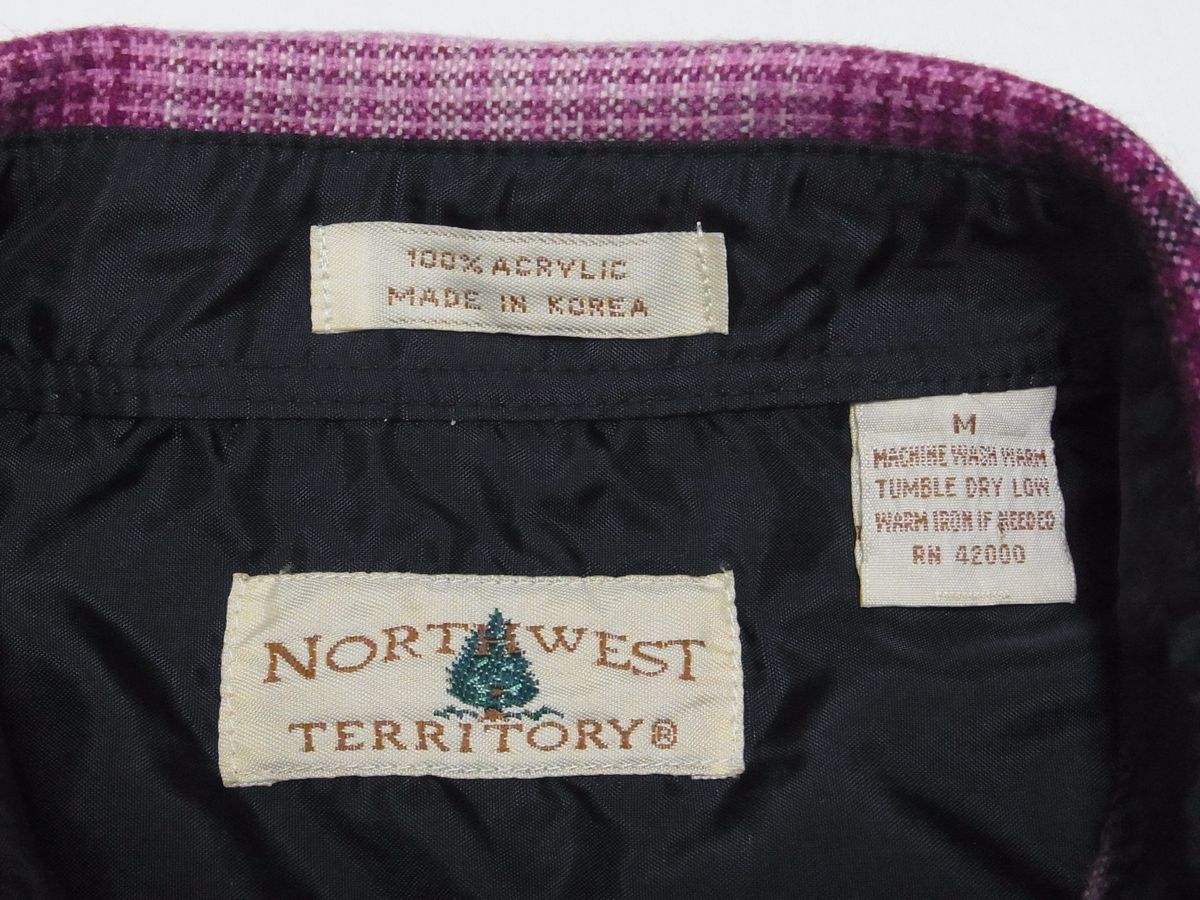 100% ACRYLIC
MADE IN KOREA
M
MACHINE WASH WARM
TUMBLE DRY LOW
WARM IRON IF NEEDED
RN 42000
NORTHWEST
TERRITORY®